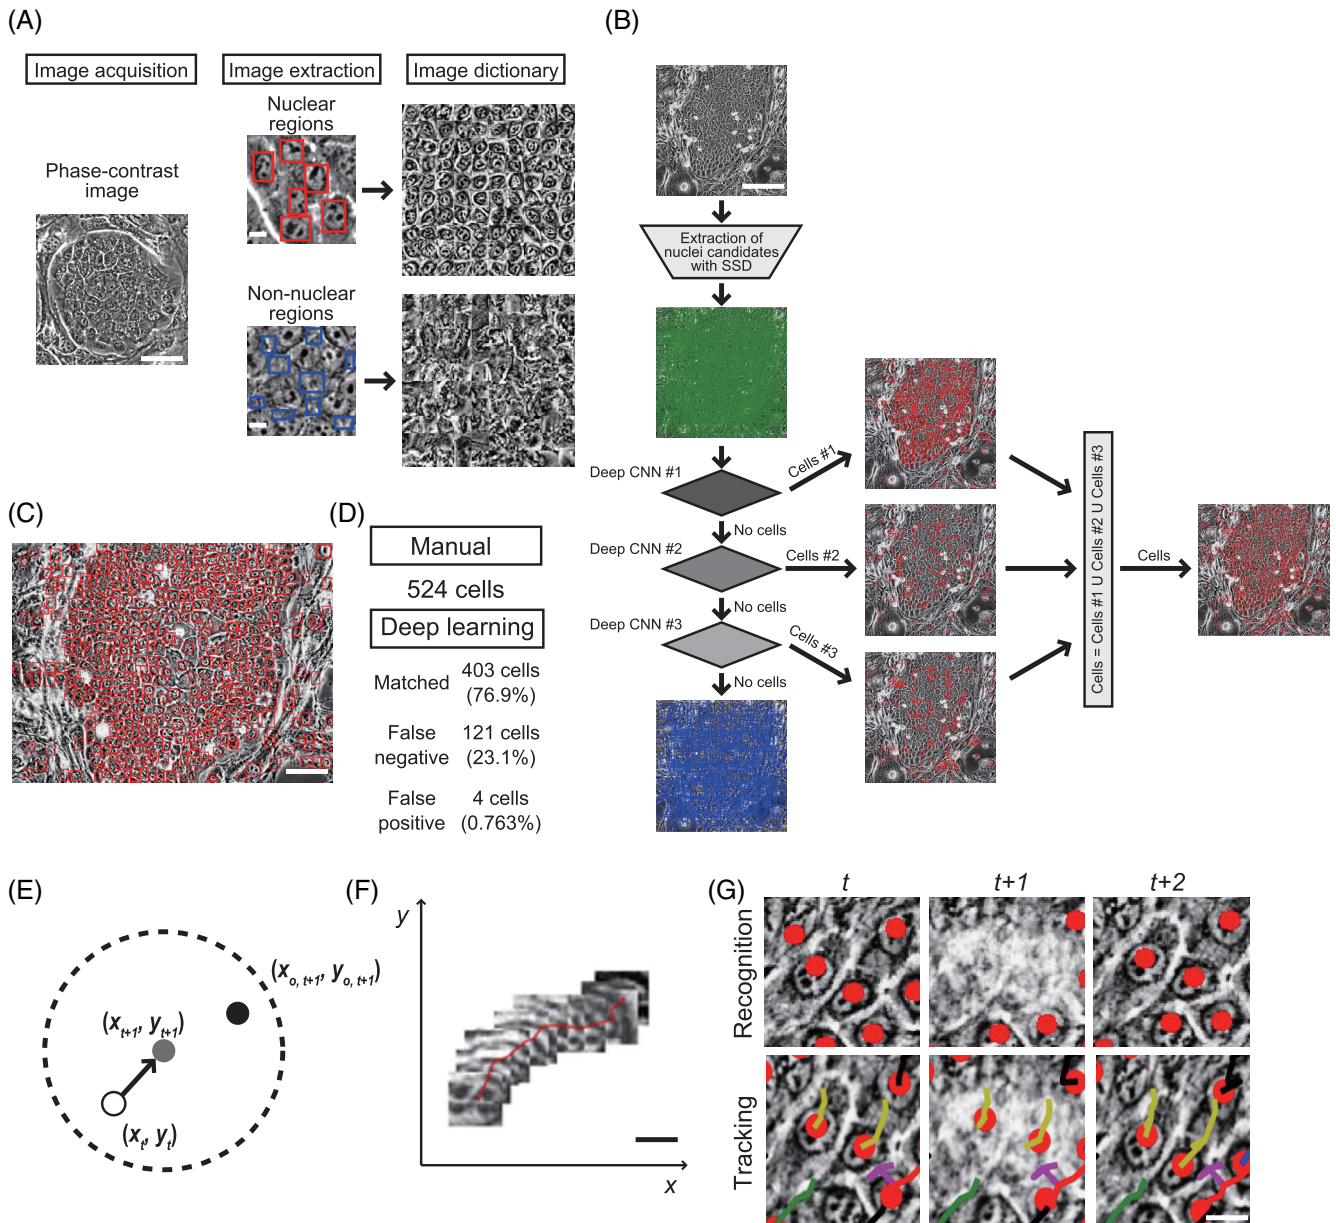 (A)
Image acquisition
Image extraction
Image dictionary
Nuclear
regions
Phase-contrast
image
Non-nuclear
regions
(B)
Extraction of
nuclei candidates
with SSD
Deep CNN #1
Cells #1
No cells
Deep CNN #2
Cells #2
No cells
Deep CNN #3
Cells #3
No cells
Cells = Cells #1 U Cells #2 U Cells #3
Cells
(C)
(D)
Manual
524 cells
Deep learning
Matched
403 cells
(76.9%)
False
negative
121 cells
(23.1%)
False
positive
4 cells
(0.763%)
(E)
(x_{o, t+1}, y_{o, t+1})
(x_{t+1}, y_{t+1})
(x_t, y_t)
(F)
y
x
(G)
t
t+1
t+2
Recognition
Tracking